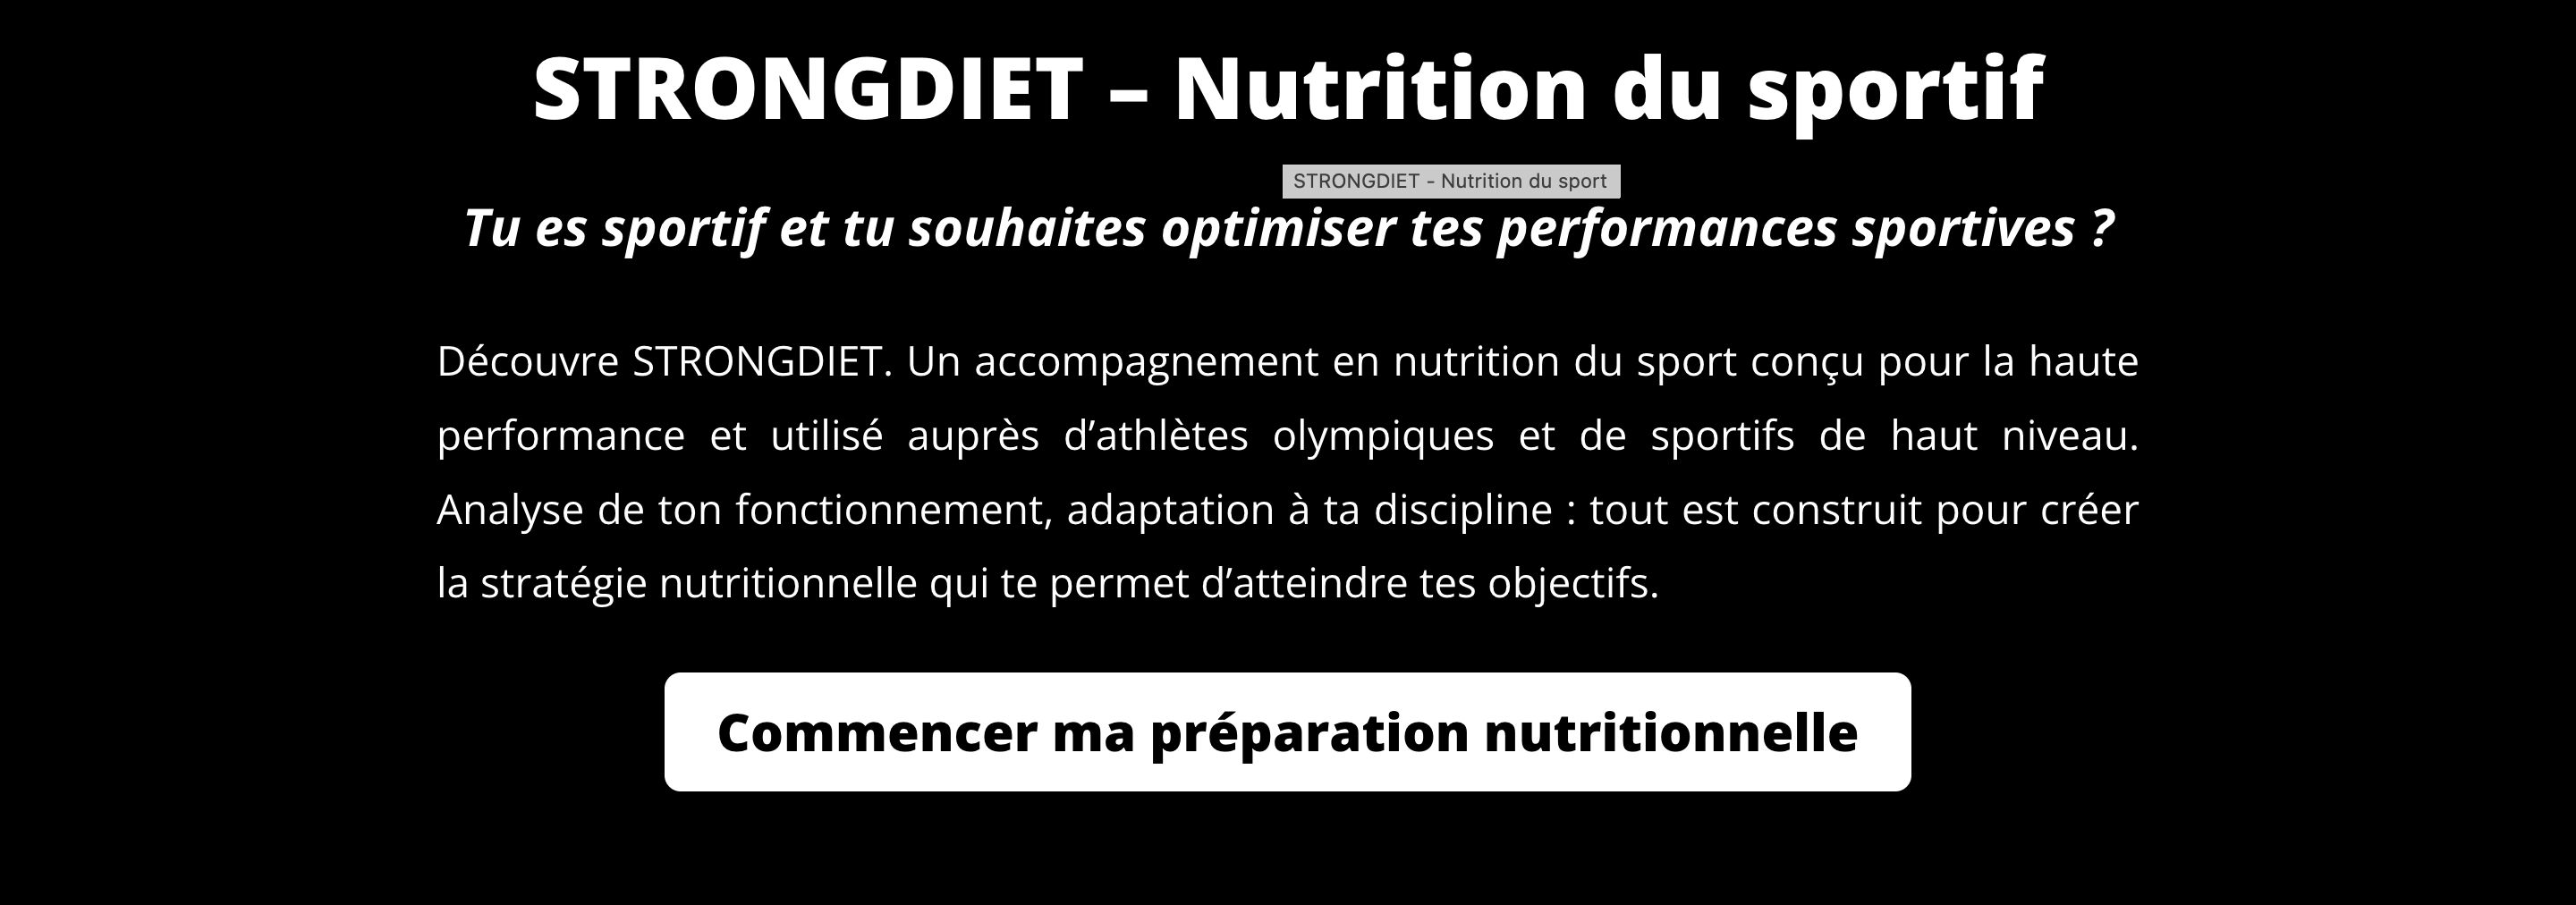 STRONGDIET – Nutrition du sportif
STRONGDIET - Nutrition du sport
Tu es sportif et tu souhaites optimiser tes performances sportives ?
Découvre STRONGDIET. Un accompagnement en nutrition du sport conçu pour la haute
performance et utilisé auprès d’athlètes olympiques et de sportifs de haut niveau.
Analyse de ton fonctionnement, adaptation à ta discipline : tout est construit pour créer
la stratégie nutritionnelle qui te permet d’atteindre tes objectifs.
Commencer ma préparation nutritionnelle